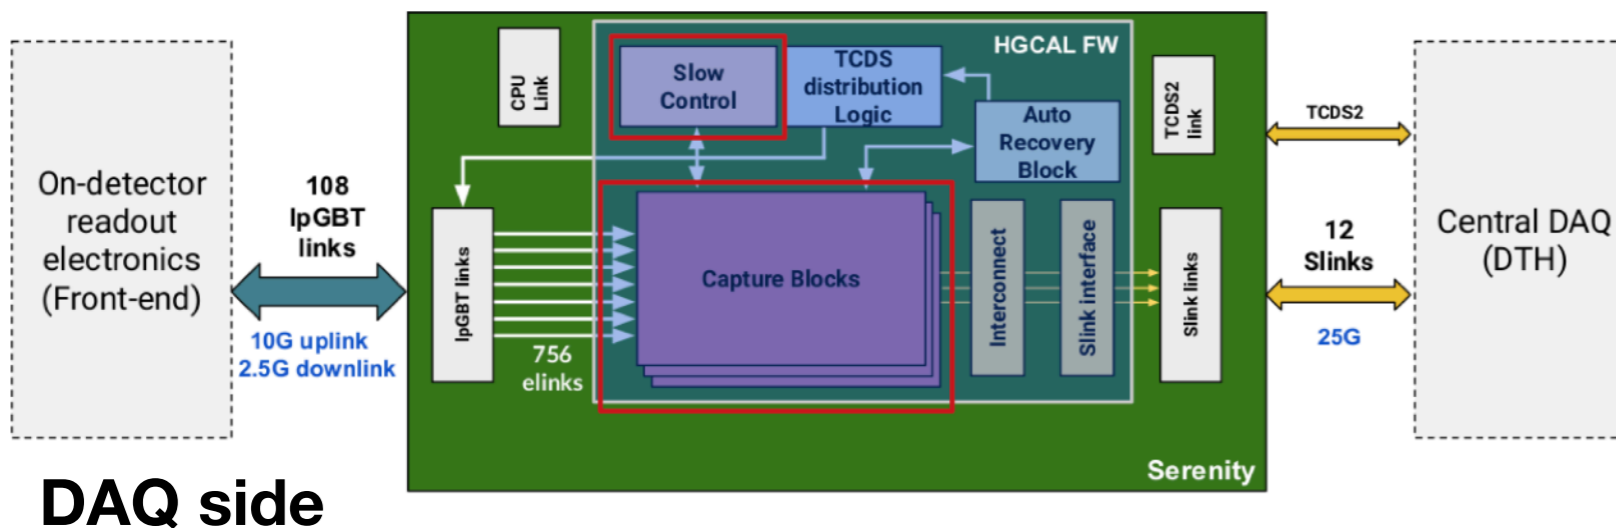 On-detector
readout
electronics
(Front-end)
108
lpGBT
links
10G uplink
2.5G downlink
CPU
Link
lpGBT links
756
elinks
HGCAL FW
Slow
Control
TCDS
distribution
Logic
Auto
Recovery
Block
Capture Blocks
Interconnect
Slink interface
TCDS2
link
Slink links
Serenity
TCDS2
12
Slinks
25G
Central DAQ
(DTH)
DAQ side